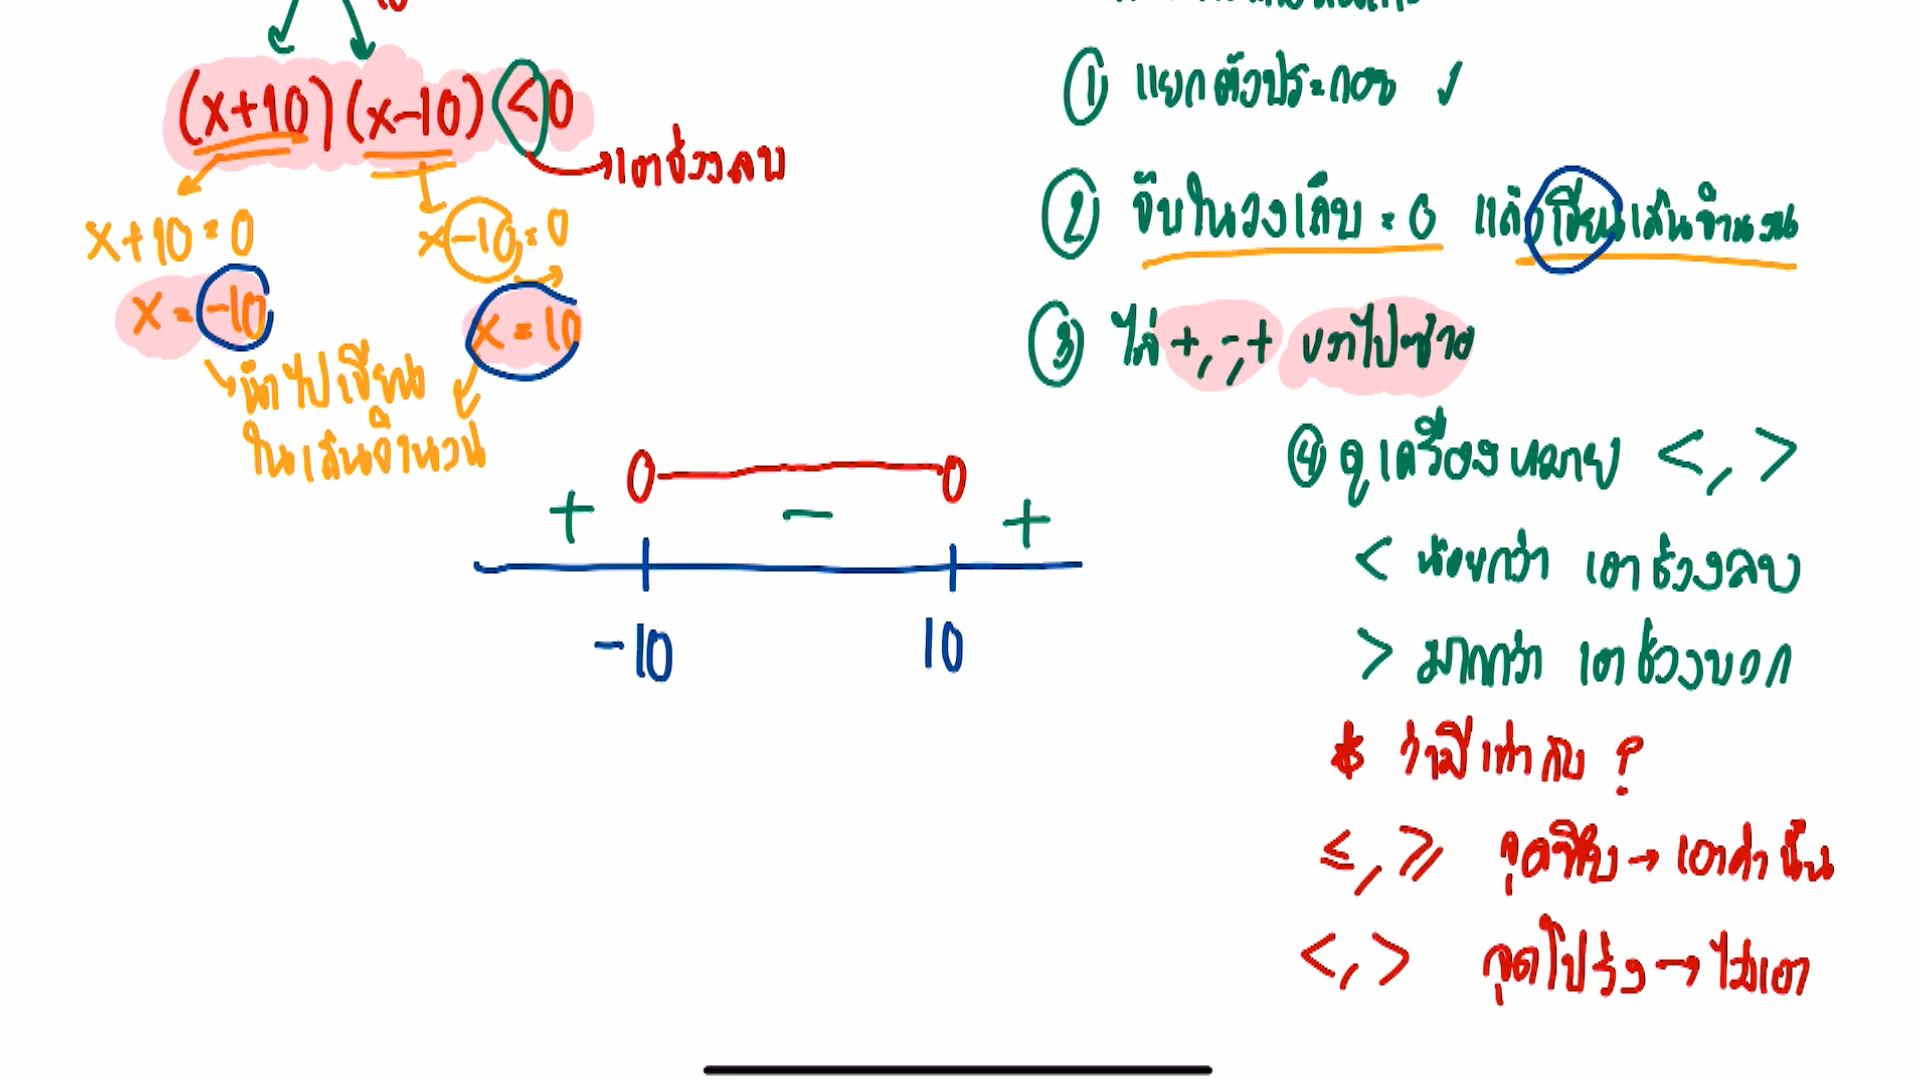 (x+10)(x-10) < 0
→เอาช่วงลบ
x+10=0
x-10=0
x=-10
x=10
นำไปเขียน
ในเส้นจำนวน
+ - +
-10 10
① แยกตัวประกอบ ✓
② จับในวงเล็บ = 0 แล้วเขียนเส้นจำนวน
③ ใส่ +,-,+ ขวาไปซ้าย
④ ดูเครื่องหมาย <, >
< น้อยกว่า เอาช่วงลบ
> มากกว่า เอาช่วงบวก
* ว่ามีเท่ากับ ?
≤, ≥ จุดทึบ → เอาค่านั้น
<, > จุดโปร่ง → ไม่เอา